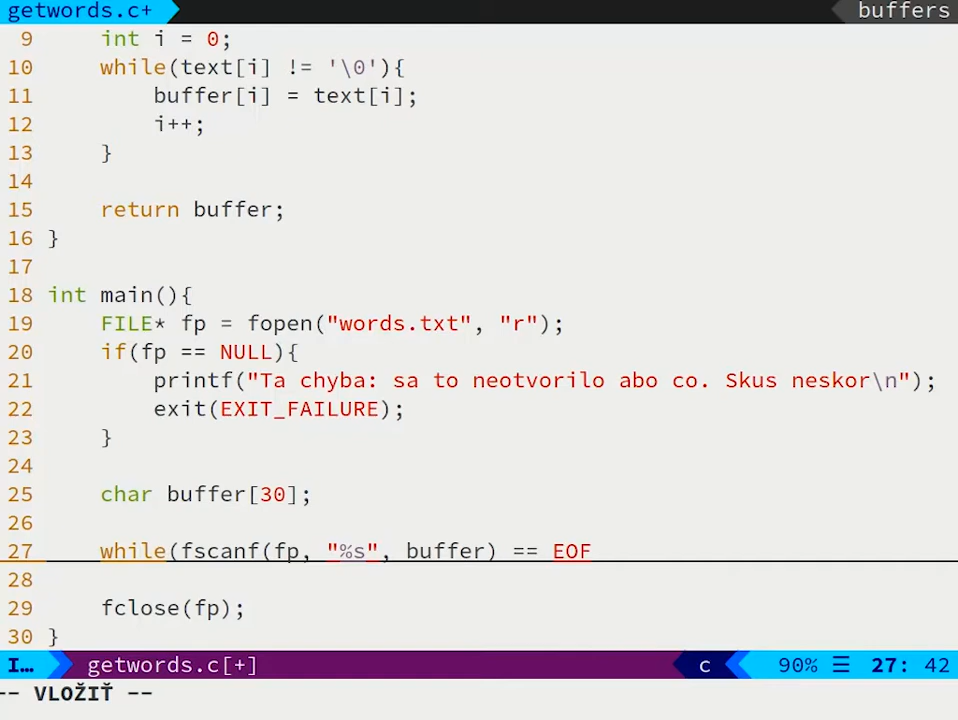 getwords.c+ buffers
9 int i = 0;
10 while(text[i] != '\0'){
11 buffer[i] = text[i];
12 i++;
13 }
14
15 return buffer;
16 }
17
18 int main(){
19 FILE* fp = fopen("words.txt", "r");
20 if(fp == NULL){
21 printf("Ta chyba: sa to neotvorilo abo co. Skus neskor\n");
22 exit(EXIT_FAILURE);
23 }
24
25 char buffer[30];
26
27 while(fscanf(fp, "%s", buffer) == EOF
28
29 fclose(fp);
30 }
I… getwords.c[+] c 90% ☰ 27: 42
-- VLOŽIŤ --